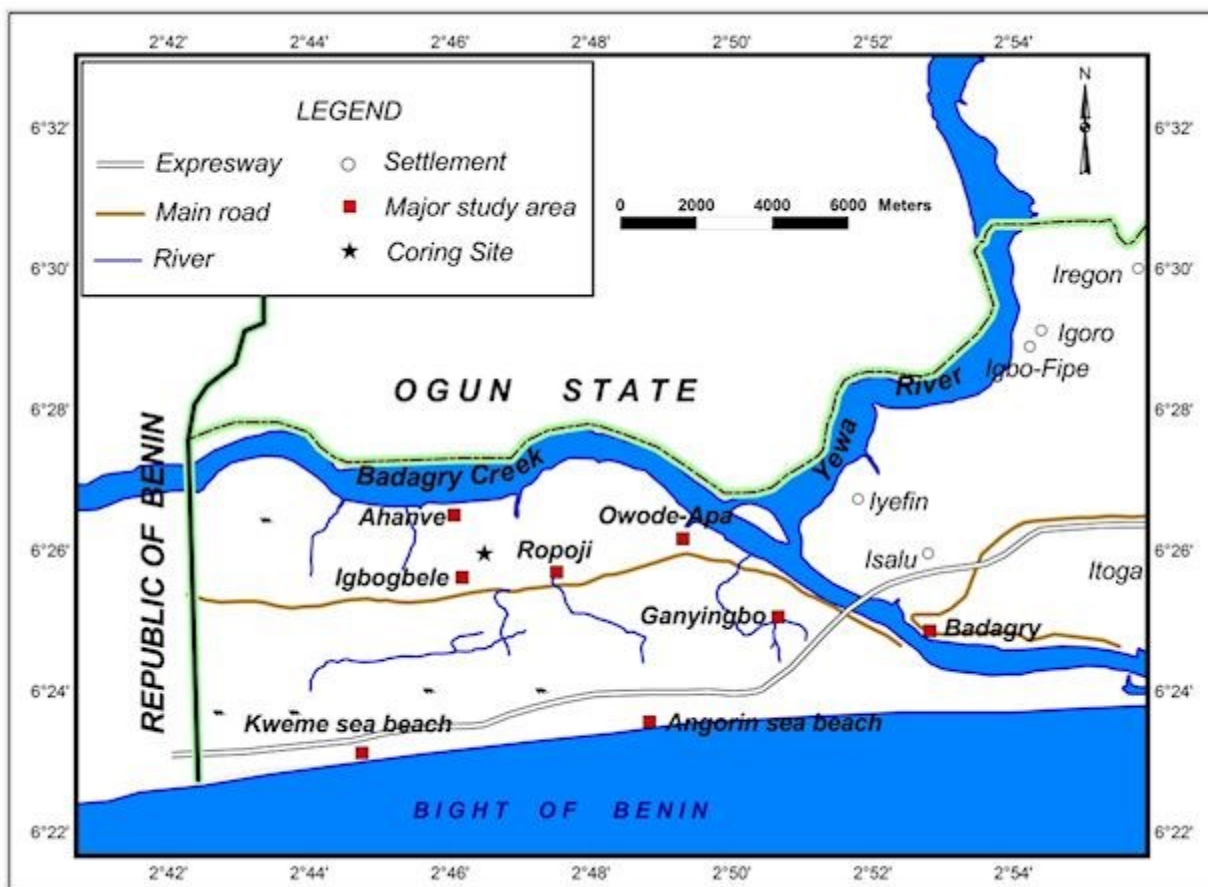 2°42' 2°44' 2°46' 2°48' 2°50' 2°52' 2°54'
LEGEND
Expresway
Settlement
Main road
Major study area
River
Coring Site
N
0 2000 4000 6000 Meters
6°32' 6°32'
6°30' 6°30'
6°28' 6°28'
6°26' 6°26'
6°24' 6°24'
6°22' 6°22'
Iregon
Igoro
Igbo-Fipe
OGUN STATE
Yewa River
REPUBLIC OF BENIN
Badagry Creek
Ahanve
Owode-Apa
Iyefin
Igbogbele
Ropoji
Isalu
Itoga
Ganyingbo
Badagry
Kweme sea beach
Angorin sea beach
BIGHT OF BENIN
2°42' 2°44' 2°46' 2°48' 2°50' 2°52' 2°54'